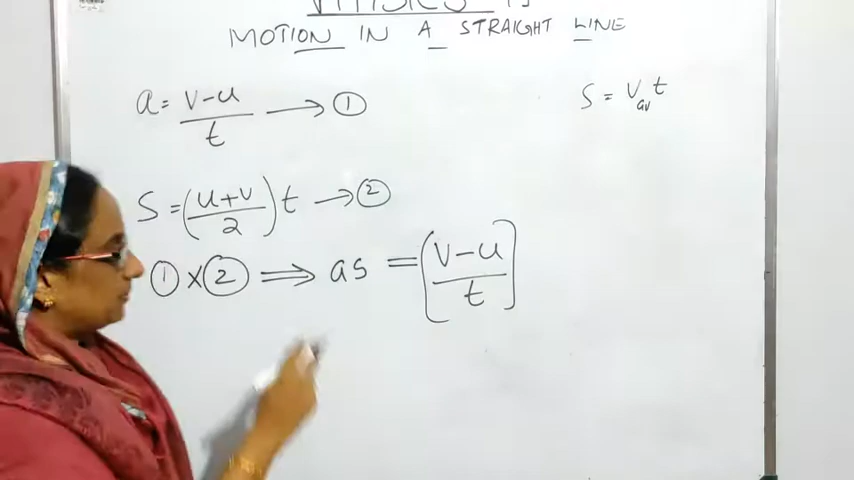 MOTION IN A STRAIGHT LINE
a = (v-u)/t → ①
S = V_av t
S = ((u+v)/2) t → ②
① × ② ⇒ as = [(v-u)/t]